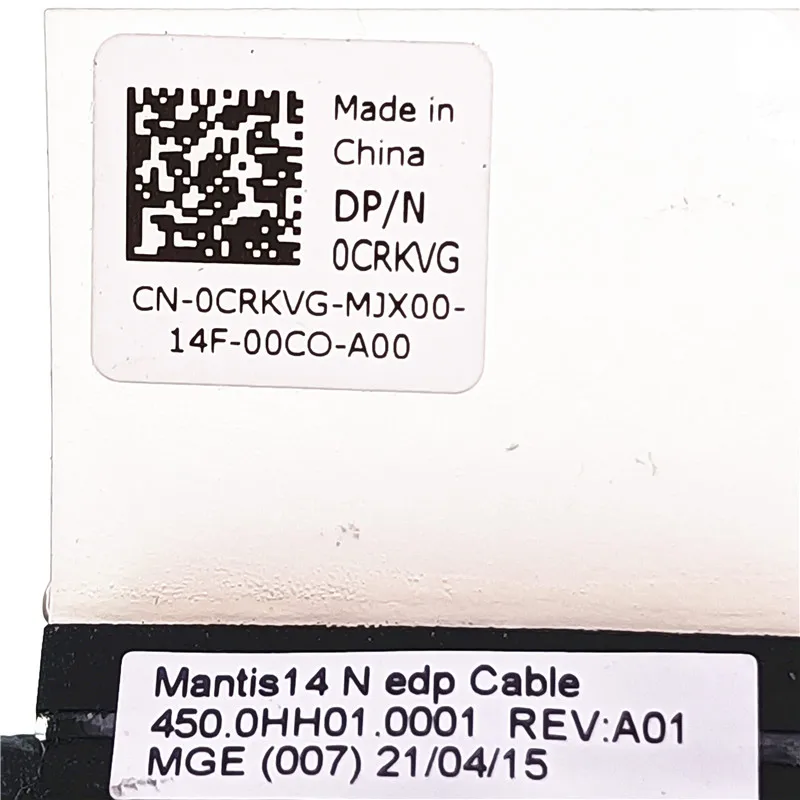 Made in
China
DP/N
0CRKVG
CN-0CRKVG-MJX00-
14F-00CO-A00
Mantis14 N edp Cable
450.0HH01.0001 REV:A01
MGE (007) 21/04/15